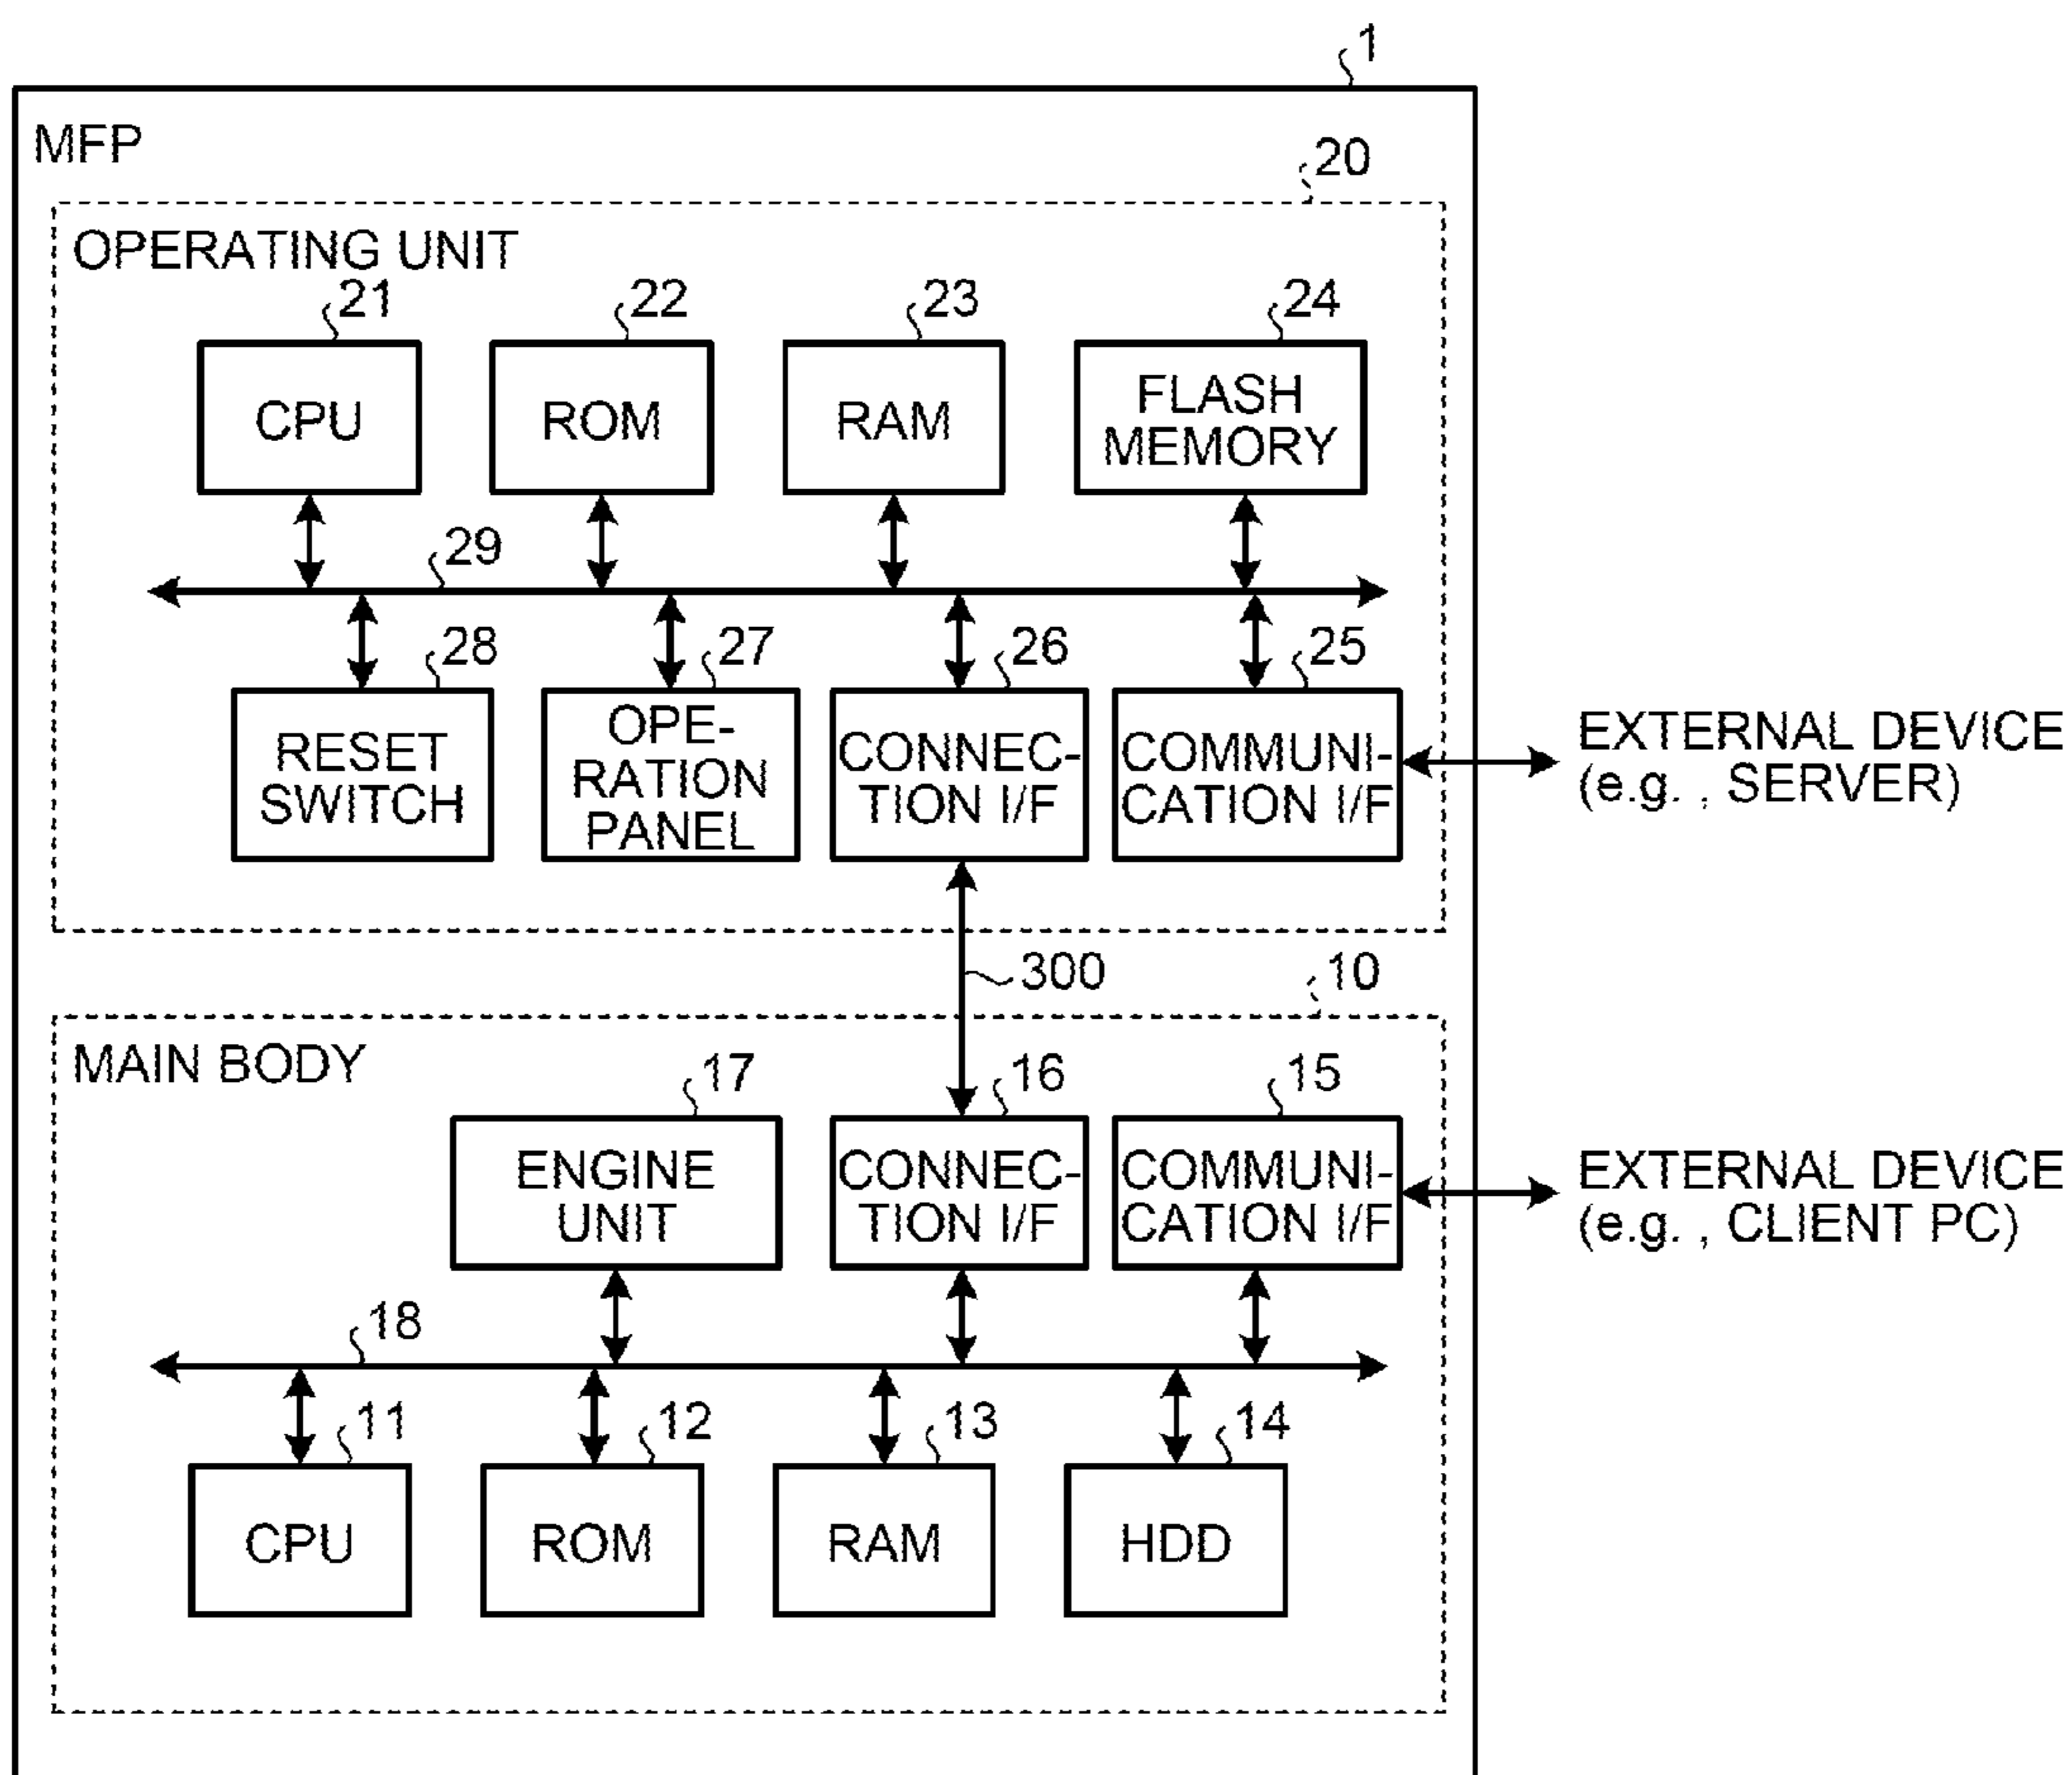 1
MFP
20
OPERATING UNIT
21
22
23
24
CPU
ROM
RAM
FLASH
MEMORY
29
28
27
26
25
RESET
SWITCH
OPE-
RATION
PANEL
CONNEC-
TION I/F
COMMUNI-
CATION I/F
EXTERNAL DEVICE
(e.g. , SERVER)
300
10
MAIN BODY
17
16
15
ENGINE
UNIT
CONNEC-
TION I/F
COMMUNI-
CATION I/F
EXTERNAL DEVICE
(e.g. , CLIENT PC)
18
11
12
13
14
CPU
ROM
RAM
HDD